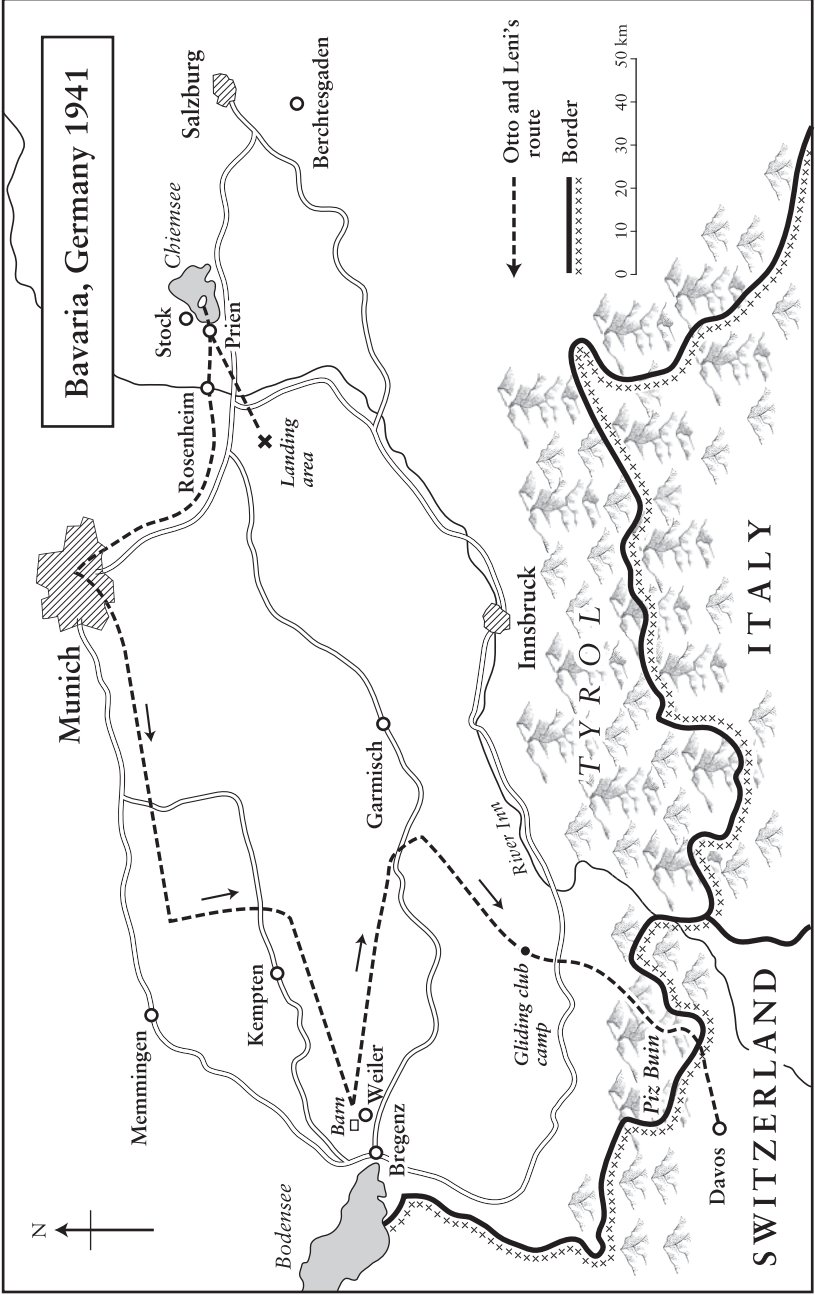 Bavaria, Germany 1941
N
Salzburg
Berchtesgaden
Chiemsee
Stock
Prien
Rosenheim
Landing
area
Munich
Otto and Leni's
route
Border
0 10 20 30 40 50 km
Memmingen
Kempten
Garmisch
Innsbruck
River Inn
TYROL
ITALY
Barn
Weiler
Bregenz
Bodensee
Gliding club
camp
Piz Buin
Davos
SWITZERLAND